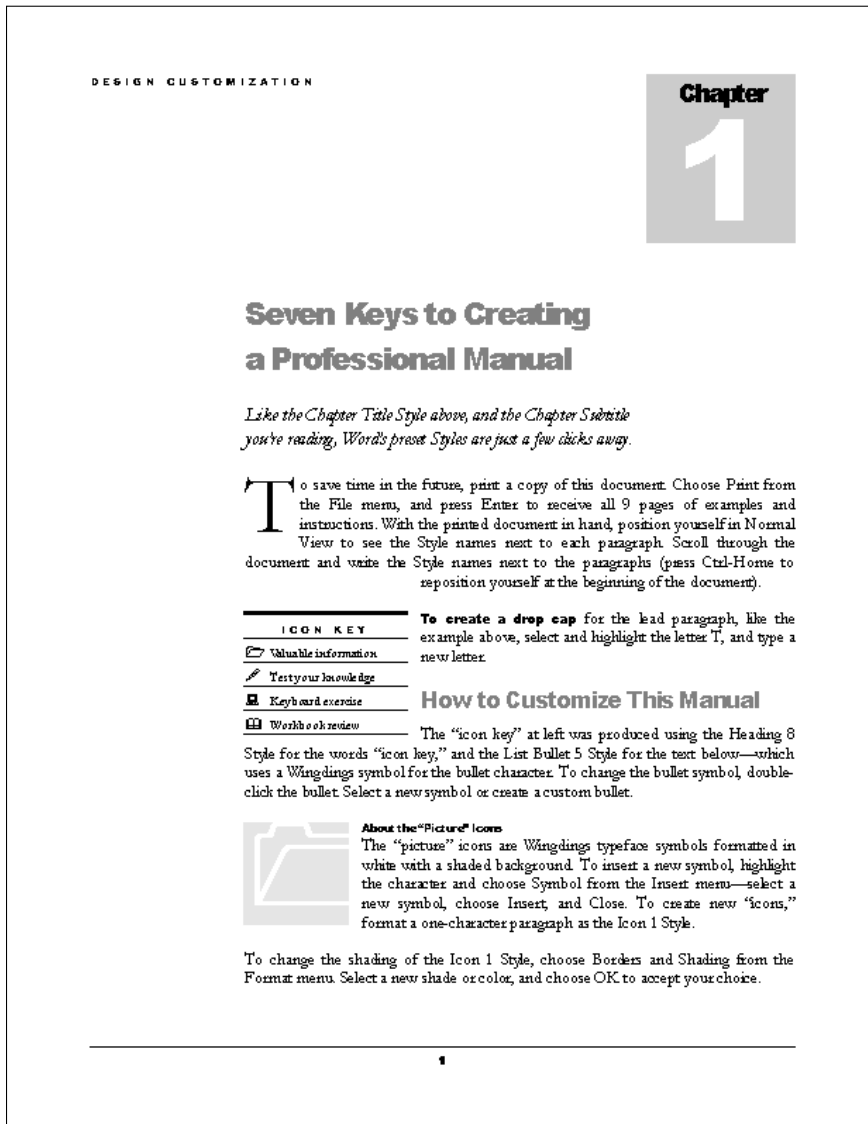 DESIGN CUSTOMIZATION
Chapter
1
Seven Keys to Creating
a Professional Manual
Like the Chapter Title Style above, and the Chapter Subtitle
you're reading, Word's preset Styles are just a few clicks away.
To save time in the future, print a copy of this document. Choose Print from
the File menu, and press Enter to receive all 9 pages of examples and
instructions. With the printed document in hand, position yourself in Normal
View to see the Style names next to each paragraph. Scroll through the
document and write the Style names next to the paragraphs (press Ctrl-Home to
reposition yourself at the beginning of the document).
ICON KEY
Valuable information
Test your knowledge
Keyboard exercise
Workbook review
To create a drop cap for the lead paragraph, like the
example above, select and highlight the letter T, and type a
new letter.
How to Customize This Manual
The “icon key” at left was produced using the Heading 8
Style for the words “icon key,” and the List Bullet 5 Style for the text below—which
uses a Wingdings symbol for the bullet character. To change the bullet symbol, double-
click the bullet. Select a new symbol or create a custom bullet.
About the “Picture” Icons
The “picture” icons are Wingdings typeface symbols formatted in
white with a shaded background. To insert a new symbol, highlight
the character and choose Symbol from the Insert menu—select a
new symbol, choose Insert, and Close. To create new “icons,”
format a one-character paragraph as the Icon 1 Style.
To change the shading of the Icon 1 Style, choose Borders and Shading from the
Format menu. Select a new shade or color, and choose OK to accept your choice.
1